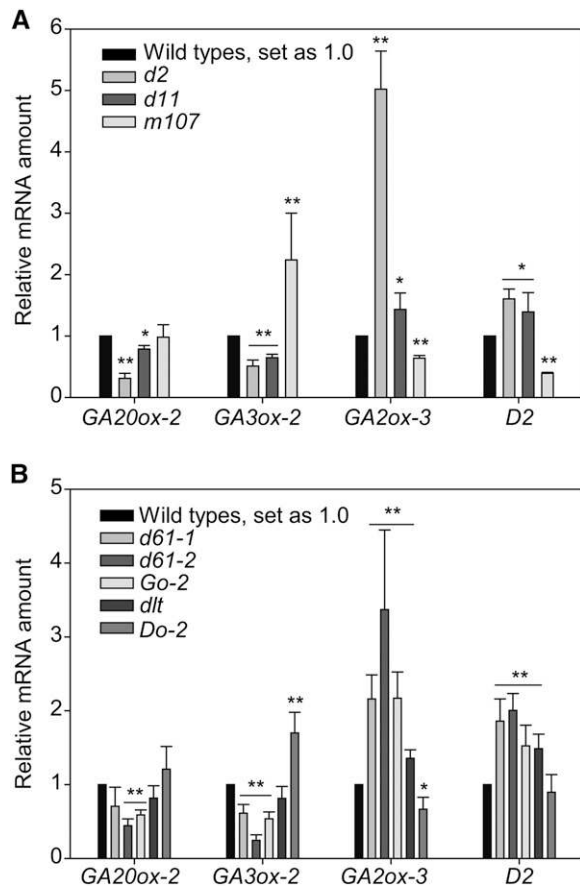 A
Relative mRNA amount
6
5
4
3
2
1
0
Wild types, set as 1.0
d2
d11
m107
**
*
**
**
**
*
**
*
**
GA20ox-2
GA3ox-2
GA2ox-3
D2
B
Relative mRNA amount
5
4
3
2
1
0
Wild types, set as 1.0
d61-1
d61-2
Go-2
dlt
Do-2
**
**
**
**
*
**
GA20ox-2
GA3ox-2
GA2ox-3
D2